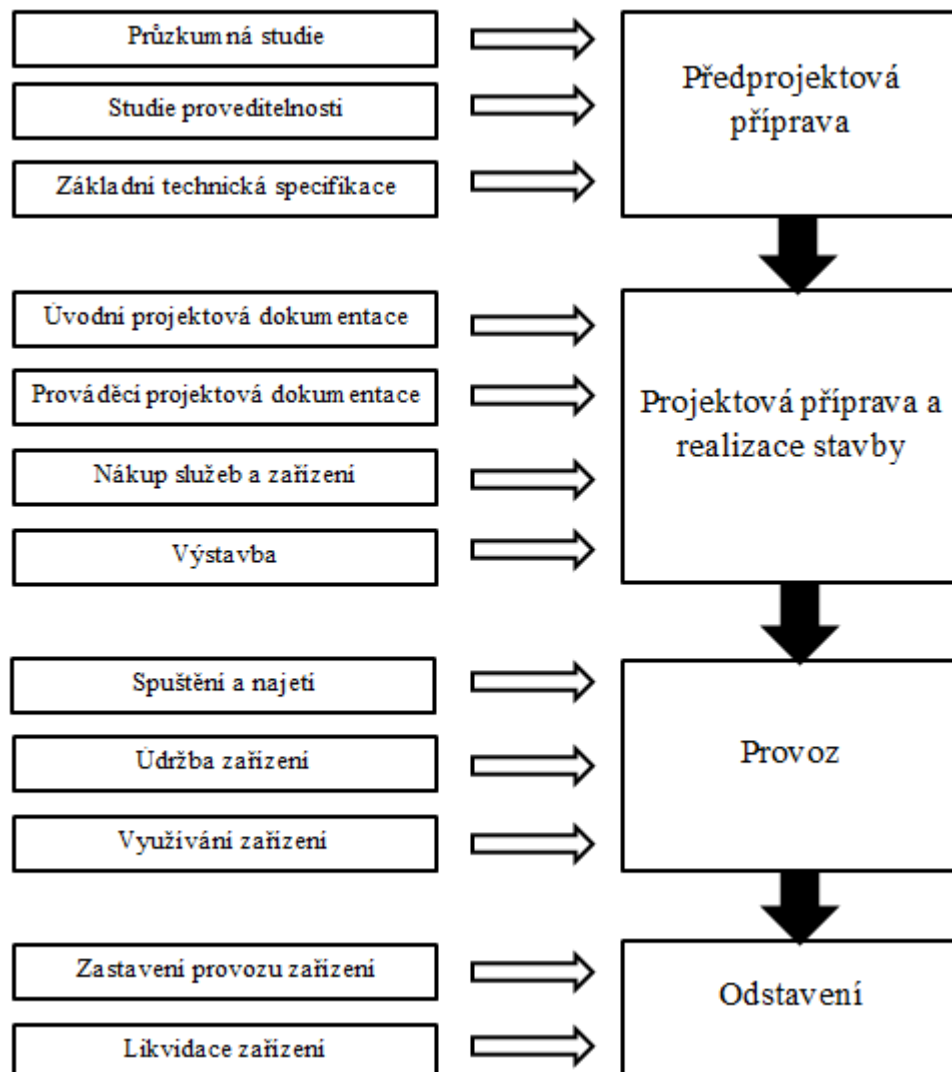 Průzkumná studie
Studie proveditelnosti
Základní technická specifikace
Předprojektová
příprava
Úvodní projektová dokumentace
Prováděcí projektová dokumentace
Nákup služeb a zařízení
Výstavba
Projektová příprava a
realizace stavby
Spuštění a najetí
Údržba zařízení
Využívání zařízení
Provoz
Zastavení provozu zařízení
Likvidace zařízení
Odstavení